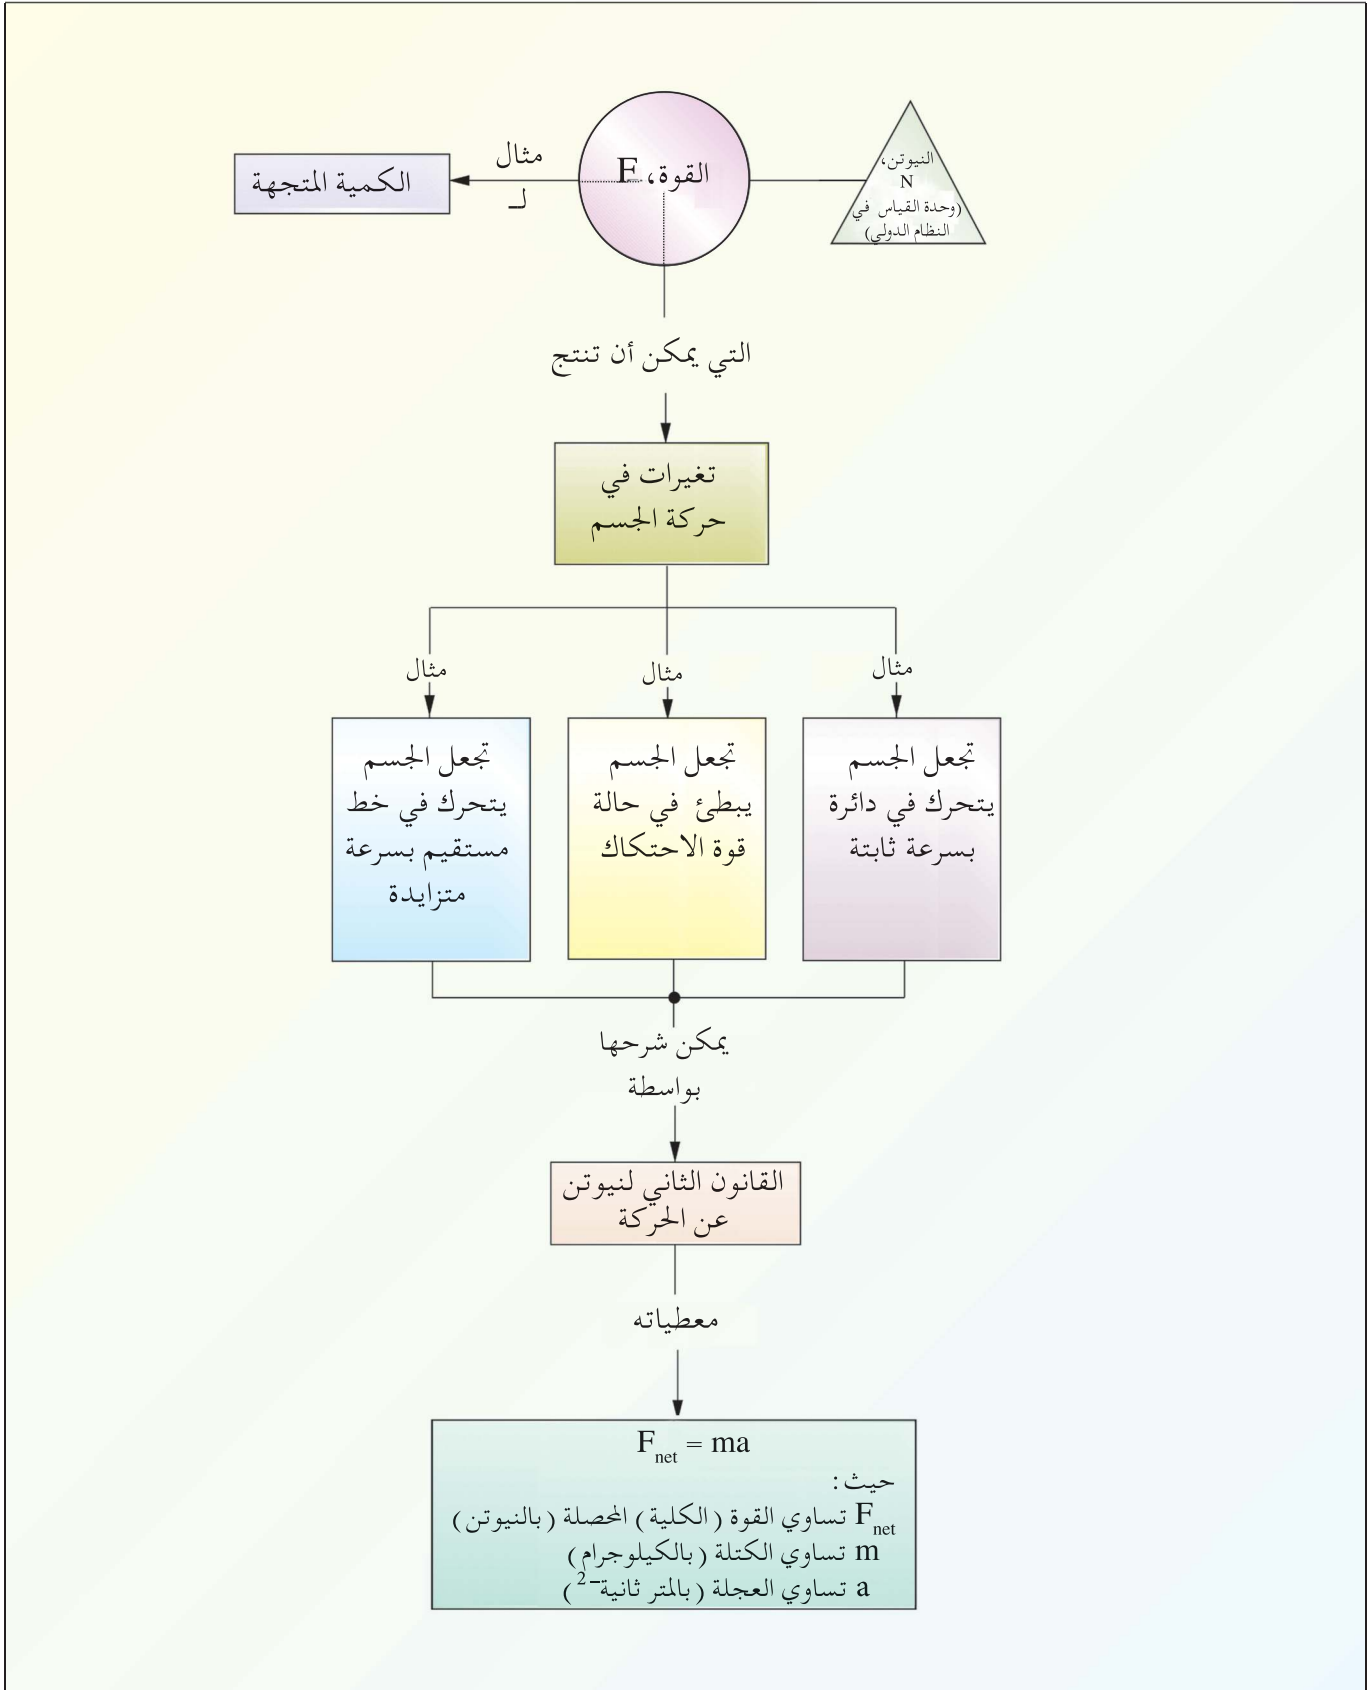 النيوتن،
N
(وحدة القياس في
النظام الدولي)
القوة، F
مثال
لـ
الكمية المتجهة
التي يمكن أن تنتج
تغيرات في
حركة الجسم
مثال
مثال
مثال
تجعل الجسم
يتحرك في دائرة
بسرعة ثابتة
تجعل الجسم
يبطئ في حالة
قوة الاحتكاك
تجعل الجسم
يتحرك في خط
مستقيم بسرعة
متزايدة
يمكن شرحها
بواسطة
القانون الثاني لنيوتن
عن الحركة
معطياته
F_net = ma
حيث:
F_net تساوي القوة (الكلية) المحصلة (بالنيوتن)
m تساوي الكتلة (بالكيلوجرام)
a تساوي العجلة (بالمتر ثانية⁻²)